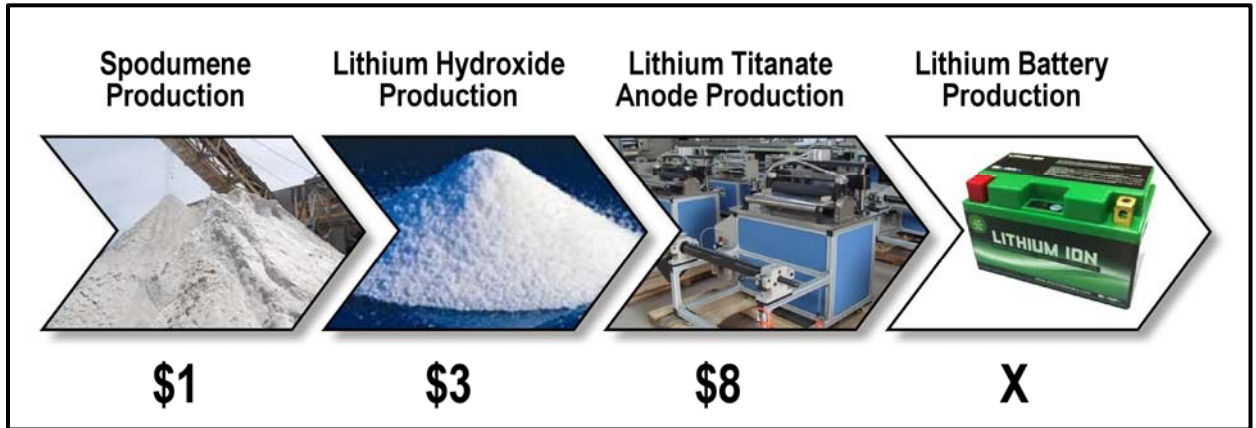 Spodumene
Production
Lithium Hydroxide
Production
Lithium Titanate
Anode Production
Lithium Battery
Production
LITHIUM ION
$1
$3
$8
X